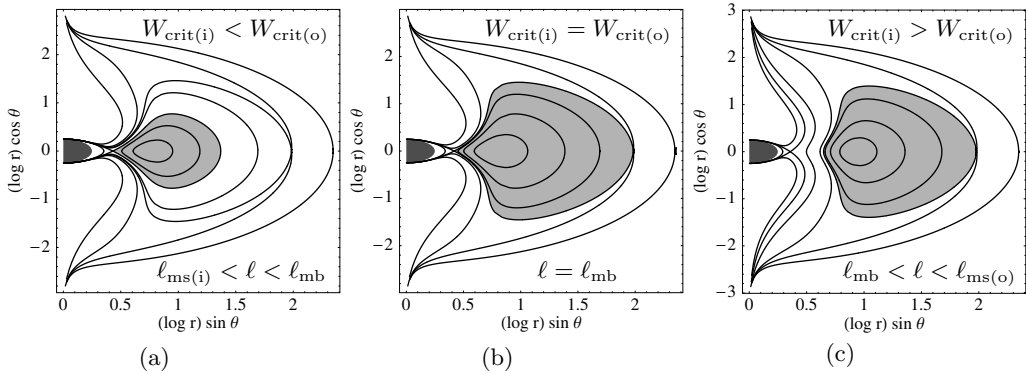 W_crit(i) < W_crit(o)
(log r) cos θ
2
1
0
−1
−2
ℓ_ms(i) < ℓ < ℓ_mb
0 0.5 1 1.5 2
(log r) sin θ
(a)
W_crit(i) = W_crit(o)
(log r) cos θ
2
1
0
−1
−2
ℓ = ℓ_mb
0 0.5 1 1.5 2
(log r) sin θ
(b)
W_crit(i) > W_crit(o)
(log r) cos θ
3
2
1
0
−1
−2
−3
ℓ_mb < ℓ < ℓ_ms(o)
0 0.5 1 1.5 2
(log r) sin θ
(c)